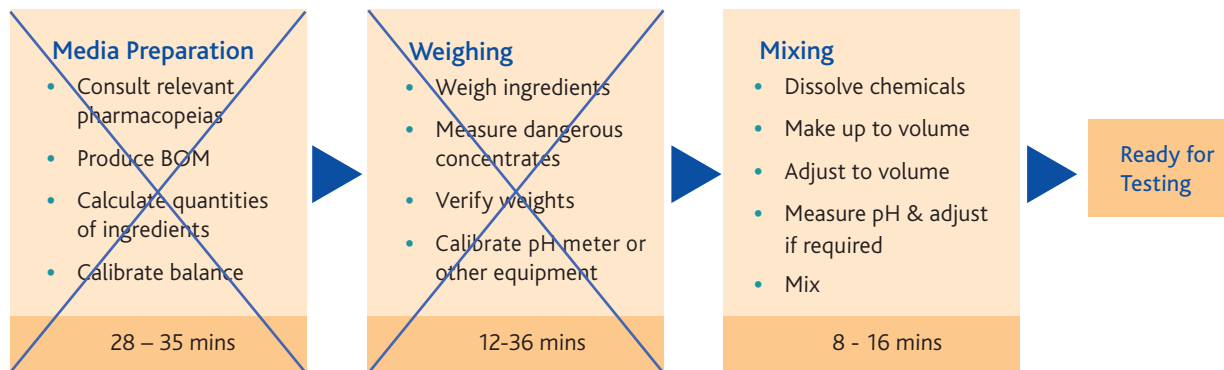 Media Preparation
• Consult relevant
pharmacopeias
• Produce BOM
• Calculate quantities
of ingredients
• Calibrate balance
28 – 35 mins
Weighing
• Weigh ingredients
• Measure dangerous
concentrates
• Verify weights
• Calibrate pH meter or
other equipment
12-36 mins
Mixing
• Dissolve chemicals
• Make up to volume
• Adjust to volume
• Measure pH & adjust
if required
• Mix
8 - 16 mins
Ready for
Testing